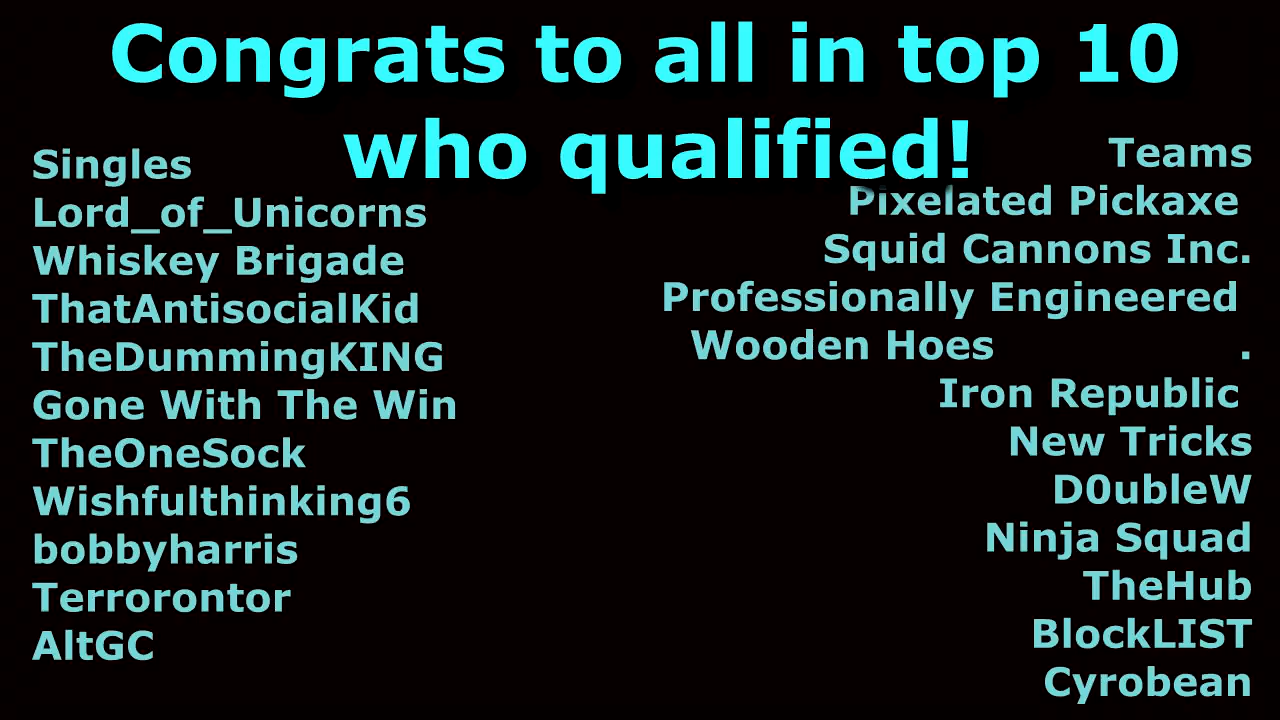 Congrats to all in top 10
who qualified!
Singles
Lord_of_Unicorns
Whiskey Brigade
ThatAntisocialKid
TheDummingKING
Gone With The Win
TheOneSock
Wishfulthinking6
bobbyharris
Terrorontor
AltGC
Teams
Pixelated Pickaxe
Squid Cannons Inc.
Professionally Engineered
Wooden Hoes .
Iron Republic
New Tricks
D0ubleW
Ninja Squad
TheHub
BlockLIST
Cyrobean